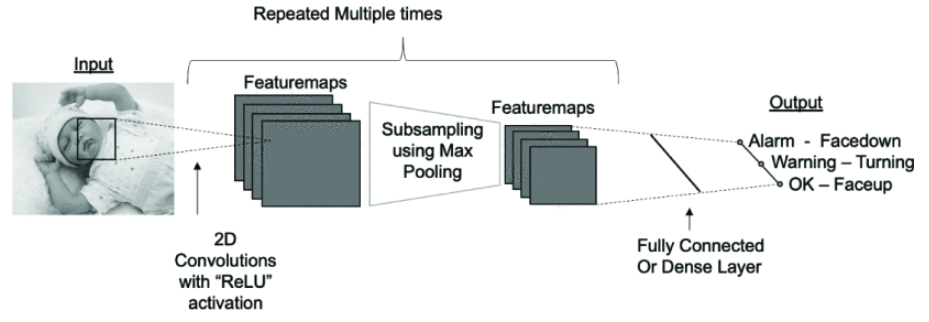 Repeated Multiple times
Input
Featuremaps
Subsampling
using Max
Pooling
Featuremaps
Output
Alarm - Facedown
Warning – Turning
OK – Faceup
2D
Convolutions
with “ReLU”
activation
Fully Connected
Or Dense Layer